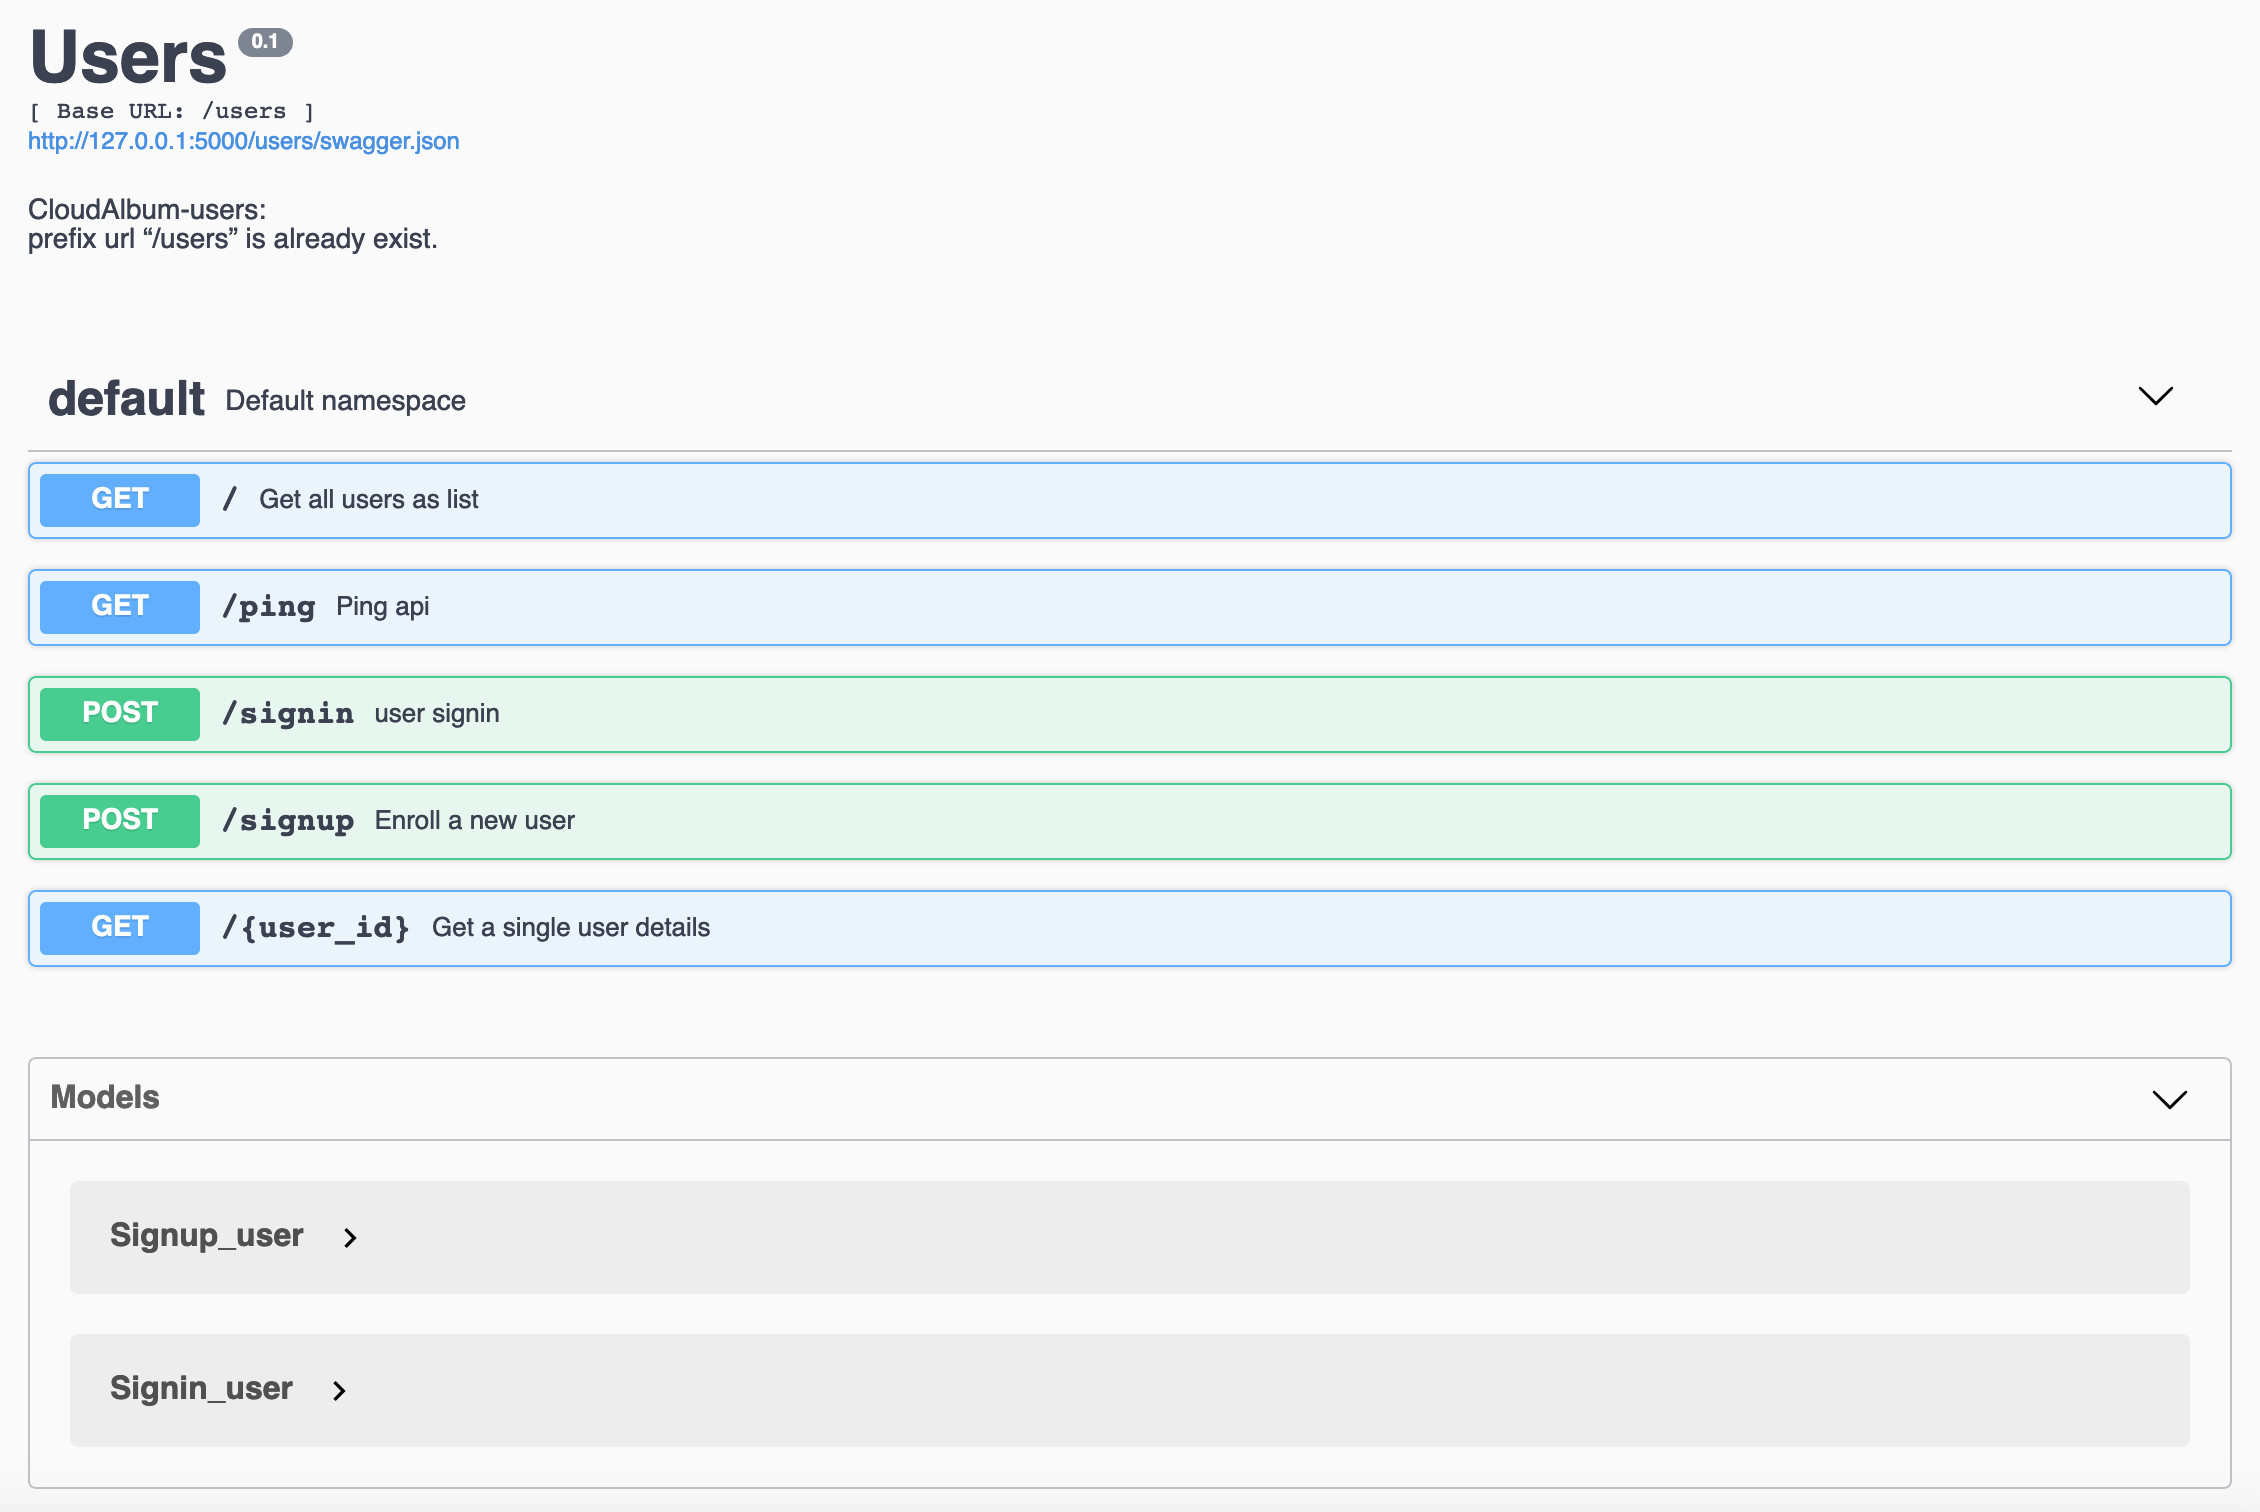 Users 0.1
[ Base URL: /users ]
http://127.0.0.1:5000/users/swagger.json
CloudAlbum-users:
prefix url “/users” is already exist.
default Default namespace
GET / Get all users as list
GET /ping Ping api
POST /signin user signin
POST /signup Enroll a new user
GET /{user_id} Get a single user details
Models
Signup_user
Signin_user